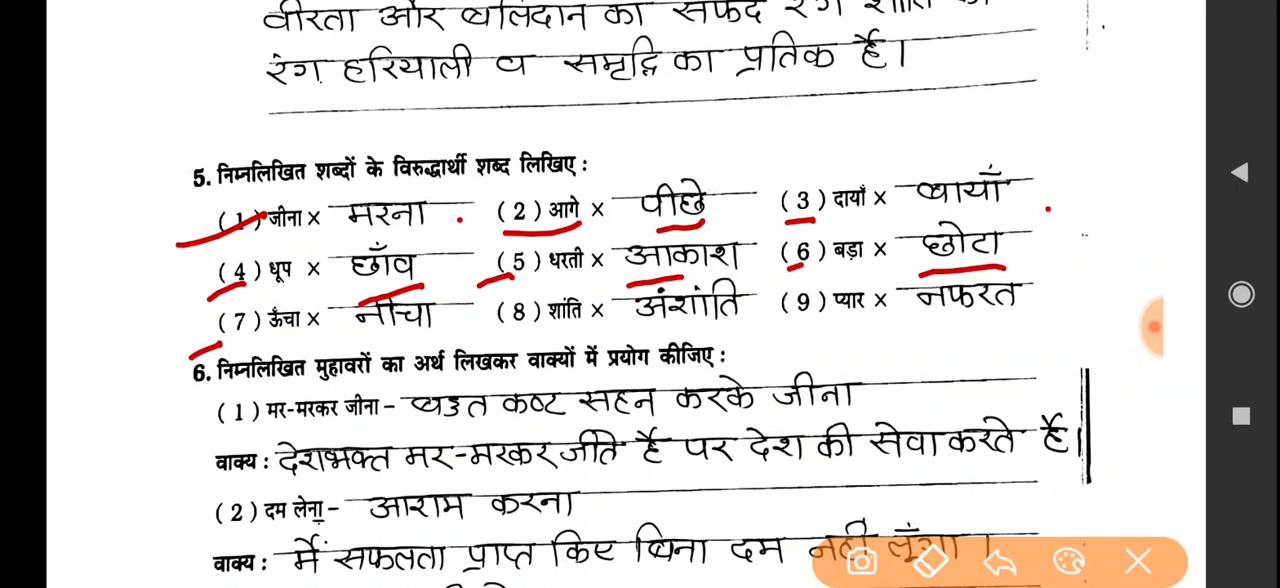 वीरता और बलिदान का सफेद रंग शांति का
रंग हरियाली व समृद्धि का प्रतिक है।
5. निम्नलिखित शब्दों के विरुद्धार्थी शब्द लिखिए :
(1) जीना × मरना (2) आगे × पीछे (3) दायाँ × बायाँ
(4) धूप × छाँव (5) धरती × आकाश (6) बड़ा × छोटा
(7) ऊँचा × नीचा (8) शांति × अंशांति (9) प्यार × नफरत
6. निम्नलिखित मुहावरों का अर्थ लिखकर वाक्यों में प्रयोग कीजिए :
(1) मर-मरकर जीना - बहुत कष्ट सहन करके जीना
वाक्य : देशभक्त मर-मरकर जीते है पर देश की सेवा करते हैं।
(2) दम लेना - आराम करना
वाक्य : मैं सफलता प्राप्त किए बिना दम नहीं लूँगा।